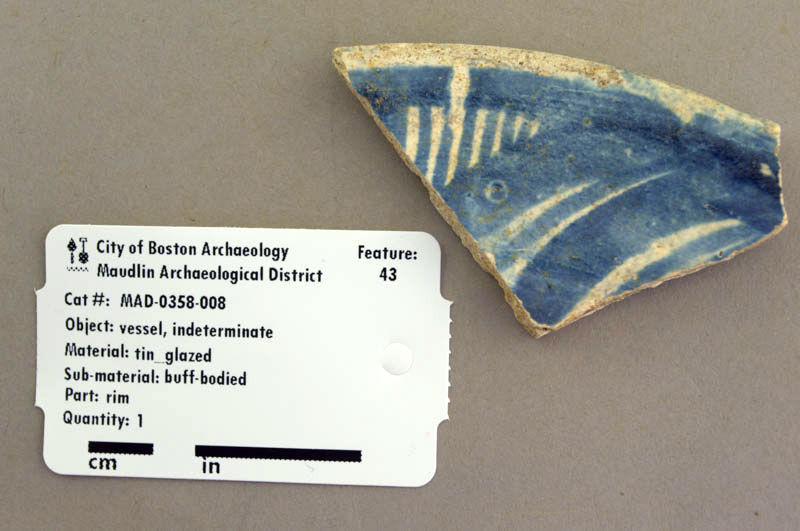 City of Boston Archaeology
Maudlin Archaeological District
Feature:
43
Cat #: MAD-0358-008
Object: vessel, indeterminate
Material: tin_glazed
Sub-material: buff-bodied
Part: rim
Quantity: 1
cm in